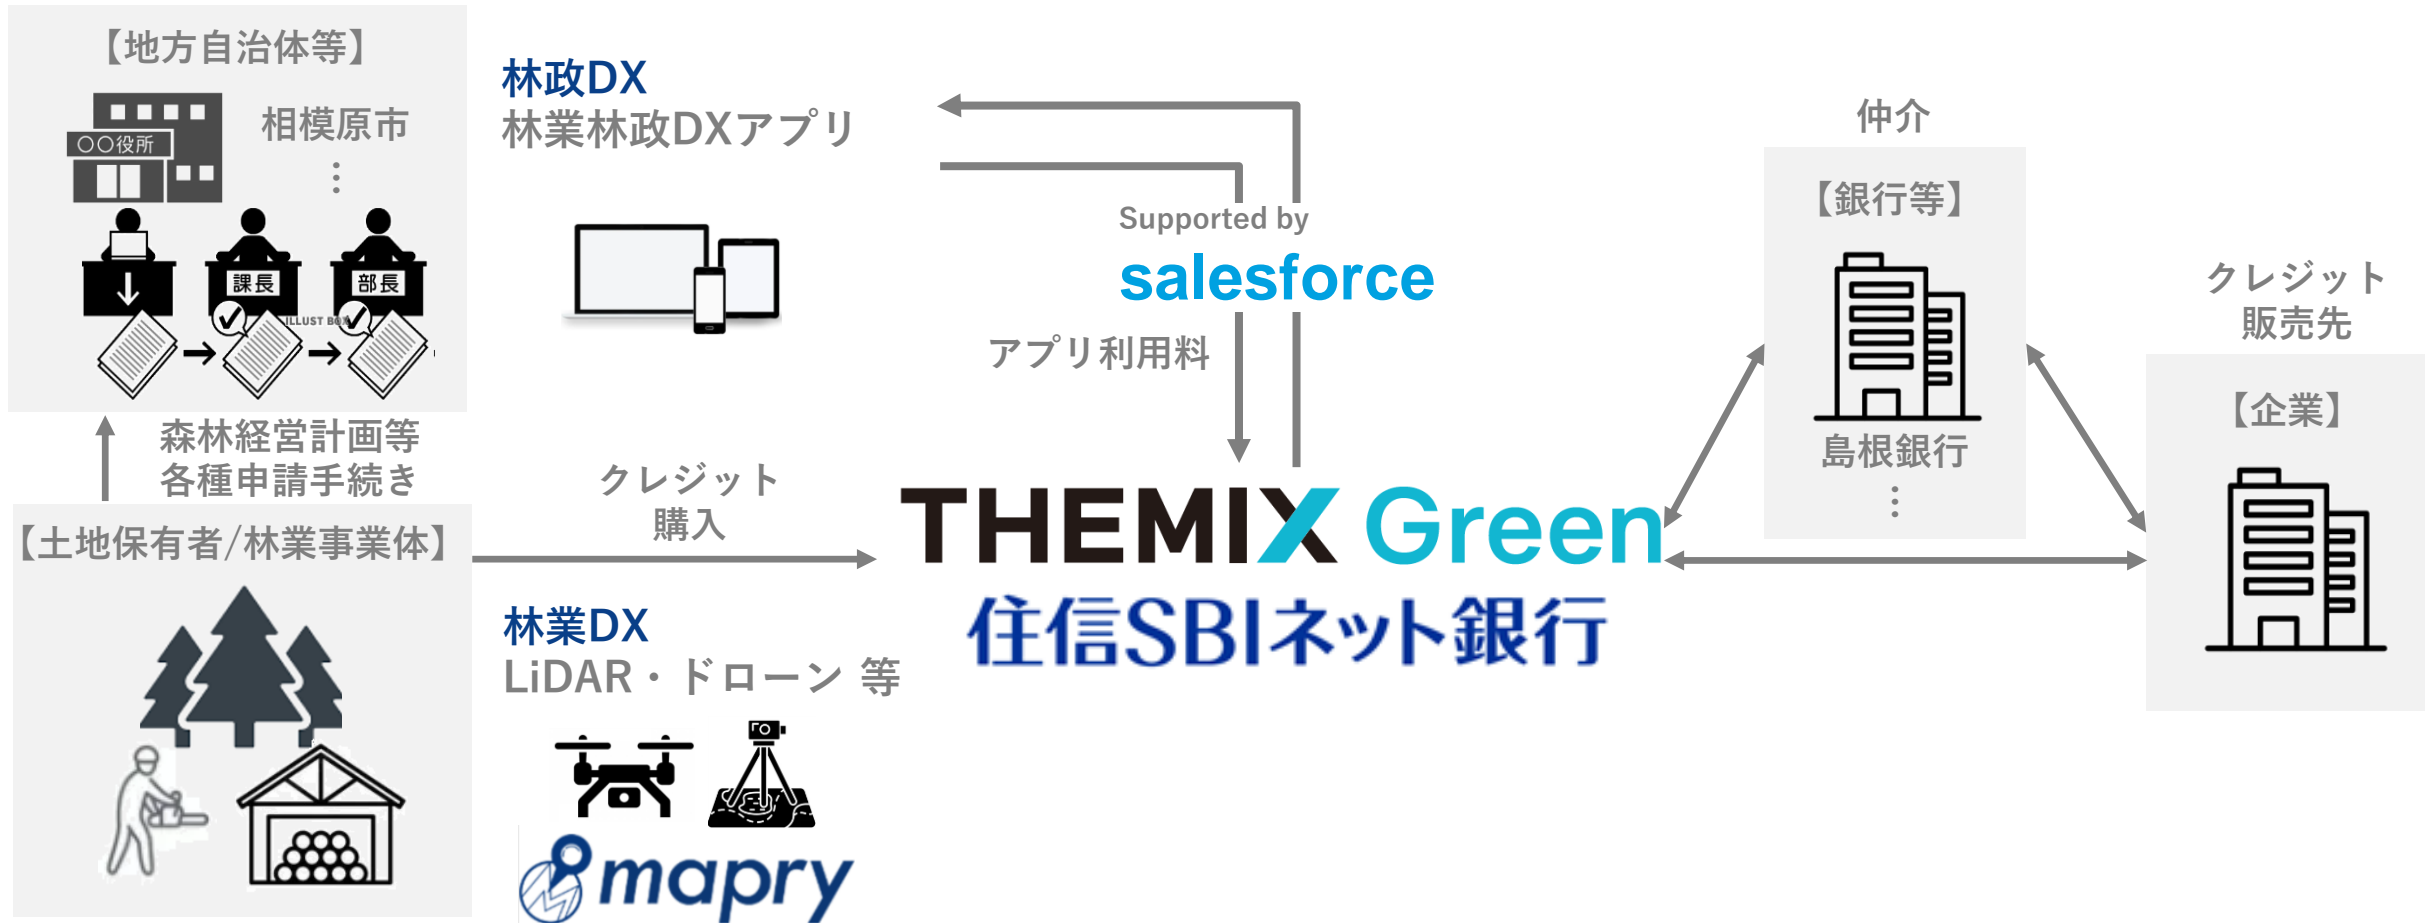 【地方自治体等】
相模原市
⋮
〇〇役所
課長
部長
ILLUST BOX
森林経営計画等
各種申請手続き
【土地保有者/林業事業体】
林政DX
林業林政DXアプリ
Supported by
salesforce
アプリ利用料
クレジット
購入
THEMIX Green
住信SBIネット銀行
林業DX
LiDAR・ドローン 等
mapry
仲介
【銀行等】
島根銀行
⋮
クレジット
販売先
【企業】